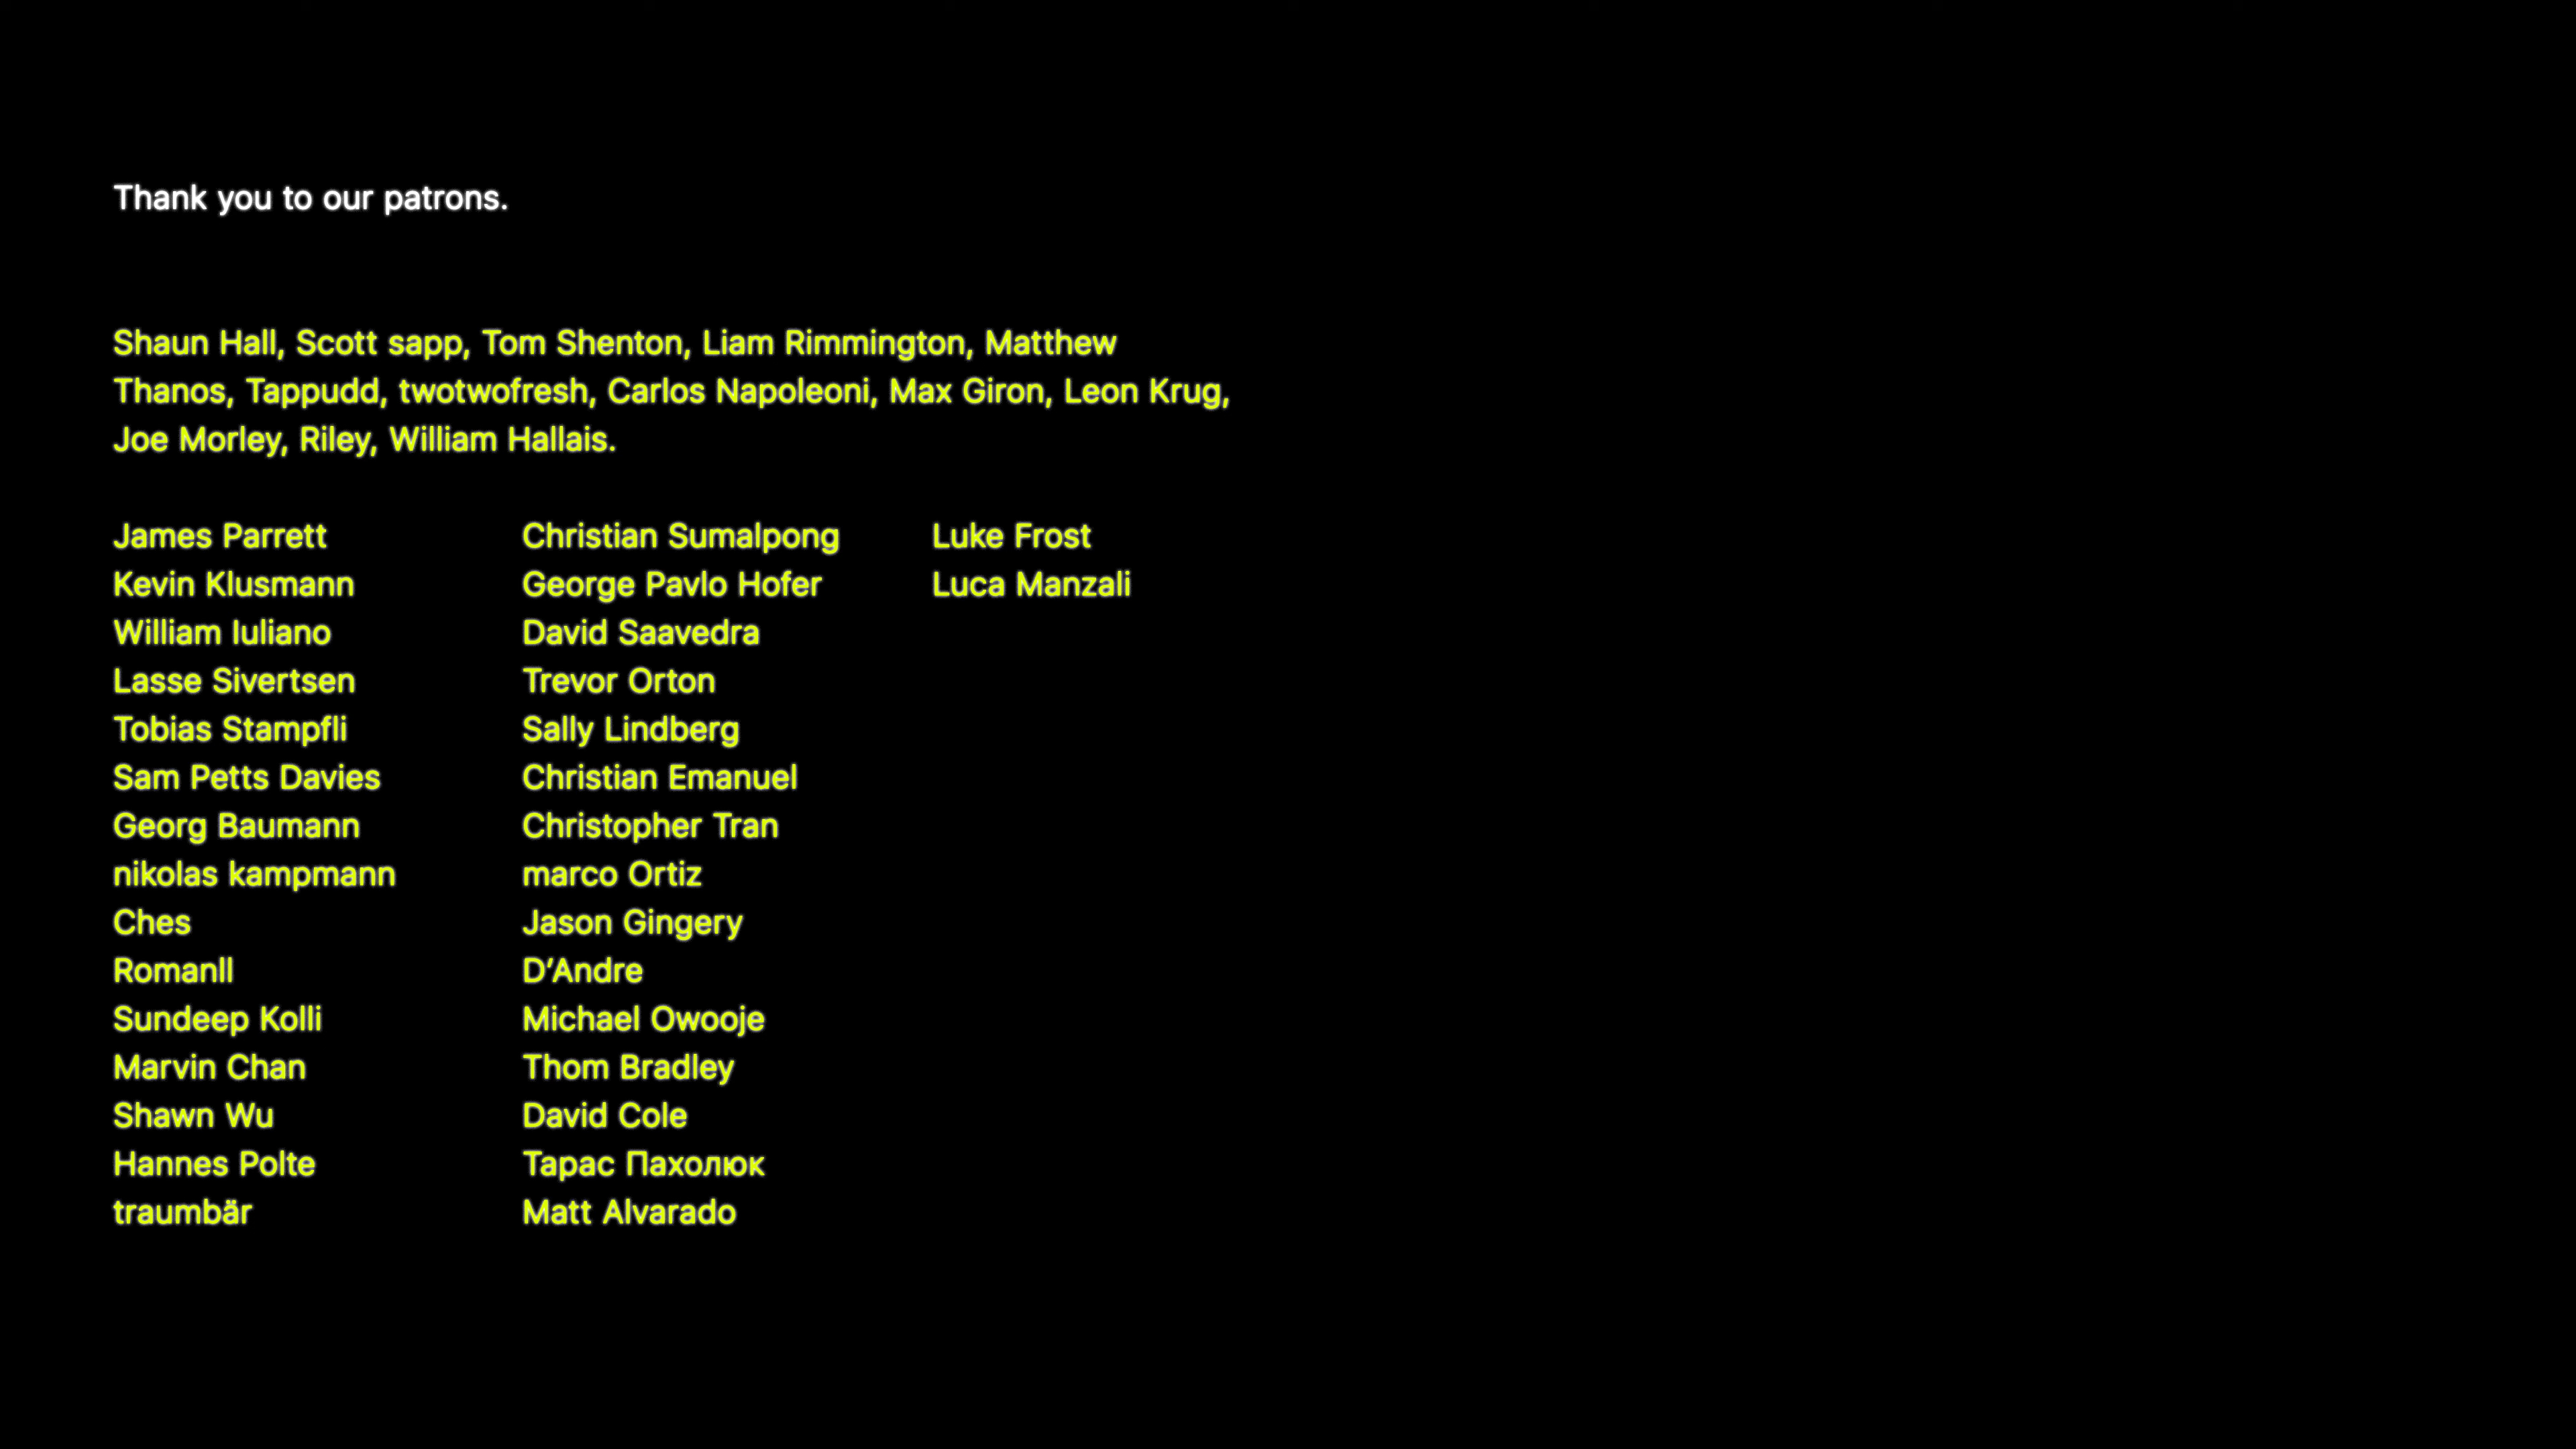 Thank you to our patrons.
Shaun Hall, Scott sapp, Tom Shenton, Liam Rimmington, Matthew
Thanos, Tappudd, twotwofresh, Carlos Napoleoni, Max Giron, Leon Krug,
Joe Morley, Riley, William Hallais.
James Parrett
Kevin Klusmann
William Iuliano
Lasse Sivertsen
Tobias Stampfli
Sam Petts Davies
Georg Baumann
nikolas kampmann
Ches
Romanll
Sundeep Kolli
Marvin Chan
Shawn Wu
Hannes Polte
traumbär
Christian Sumalpong
George Pavlo Hofer
David Saavedra
Trevor Orton
Sally Lindberg
Christian Emanuel
Christopher Tran
marco Ortiz
Jason Gingery
D’Andre
Michael Owooje
Thom Bradley
David Cole
Тарас Пахолюк
Matt Alvarado
Luke Frost
Luca Manzali